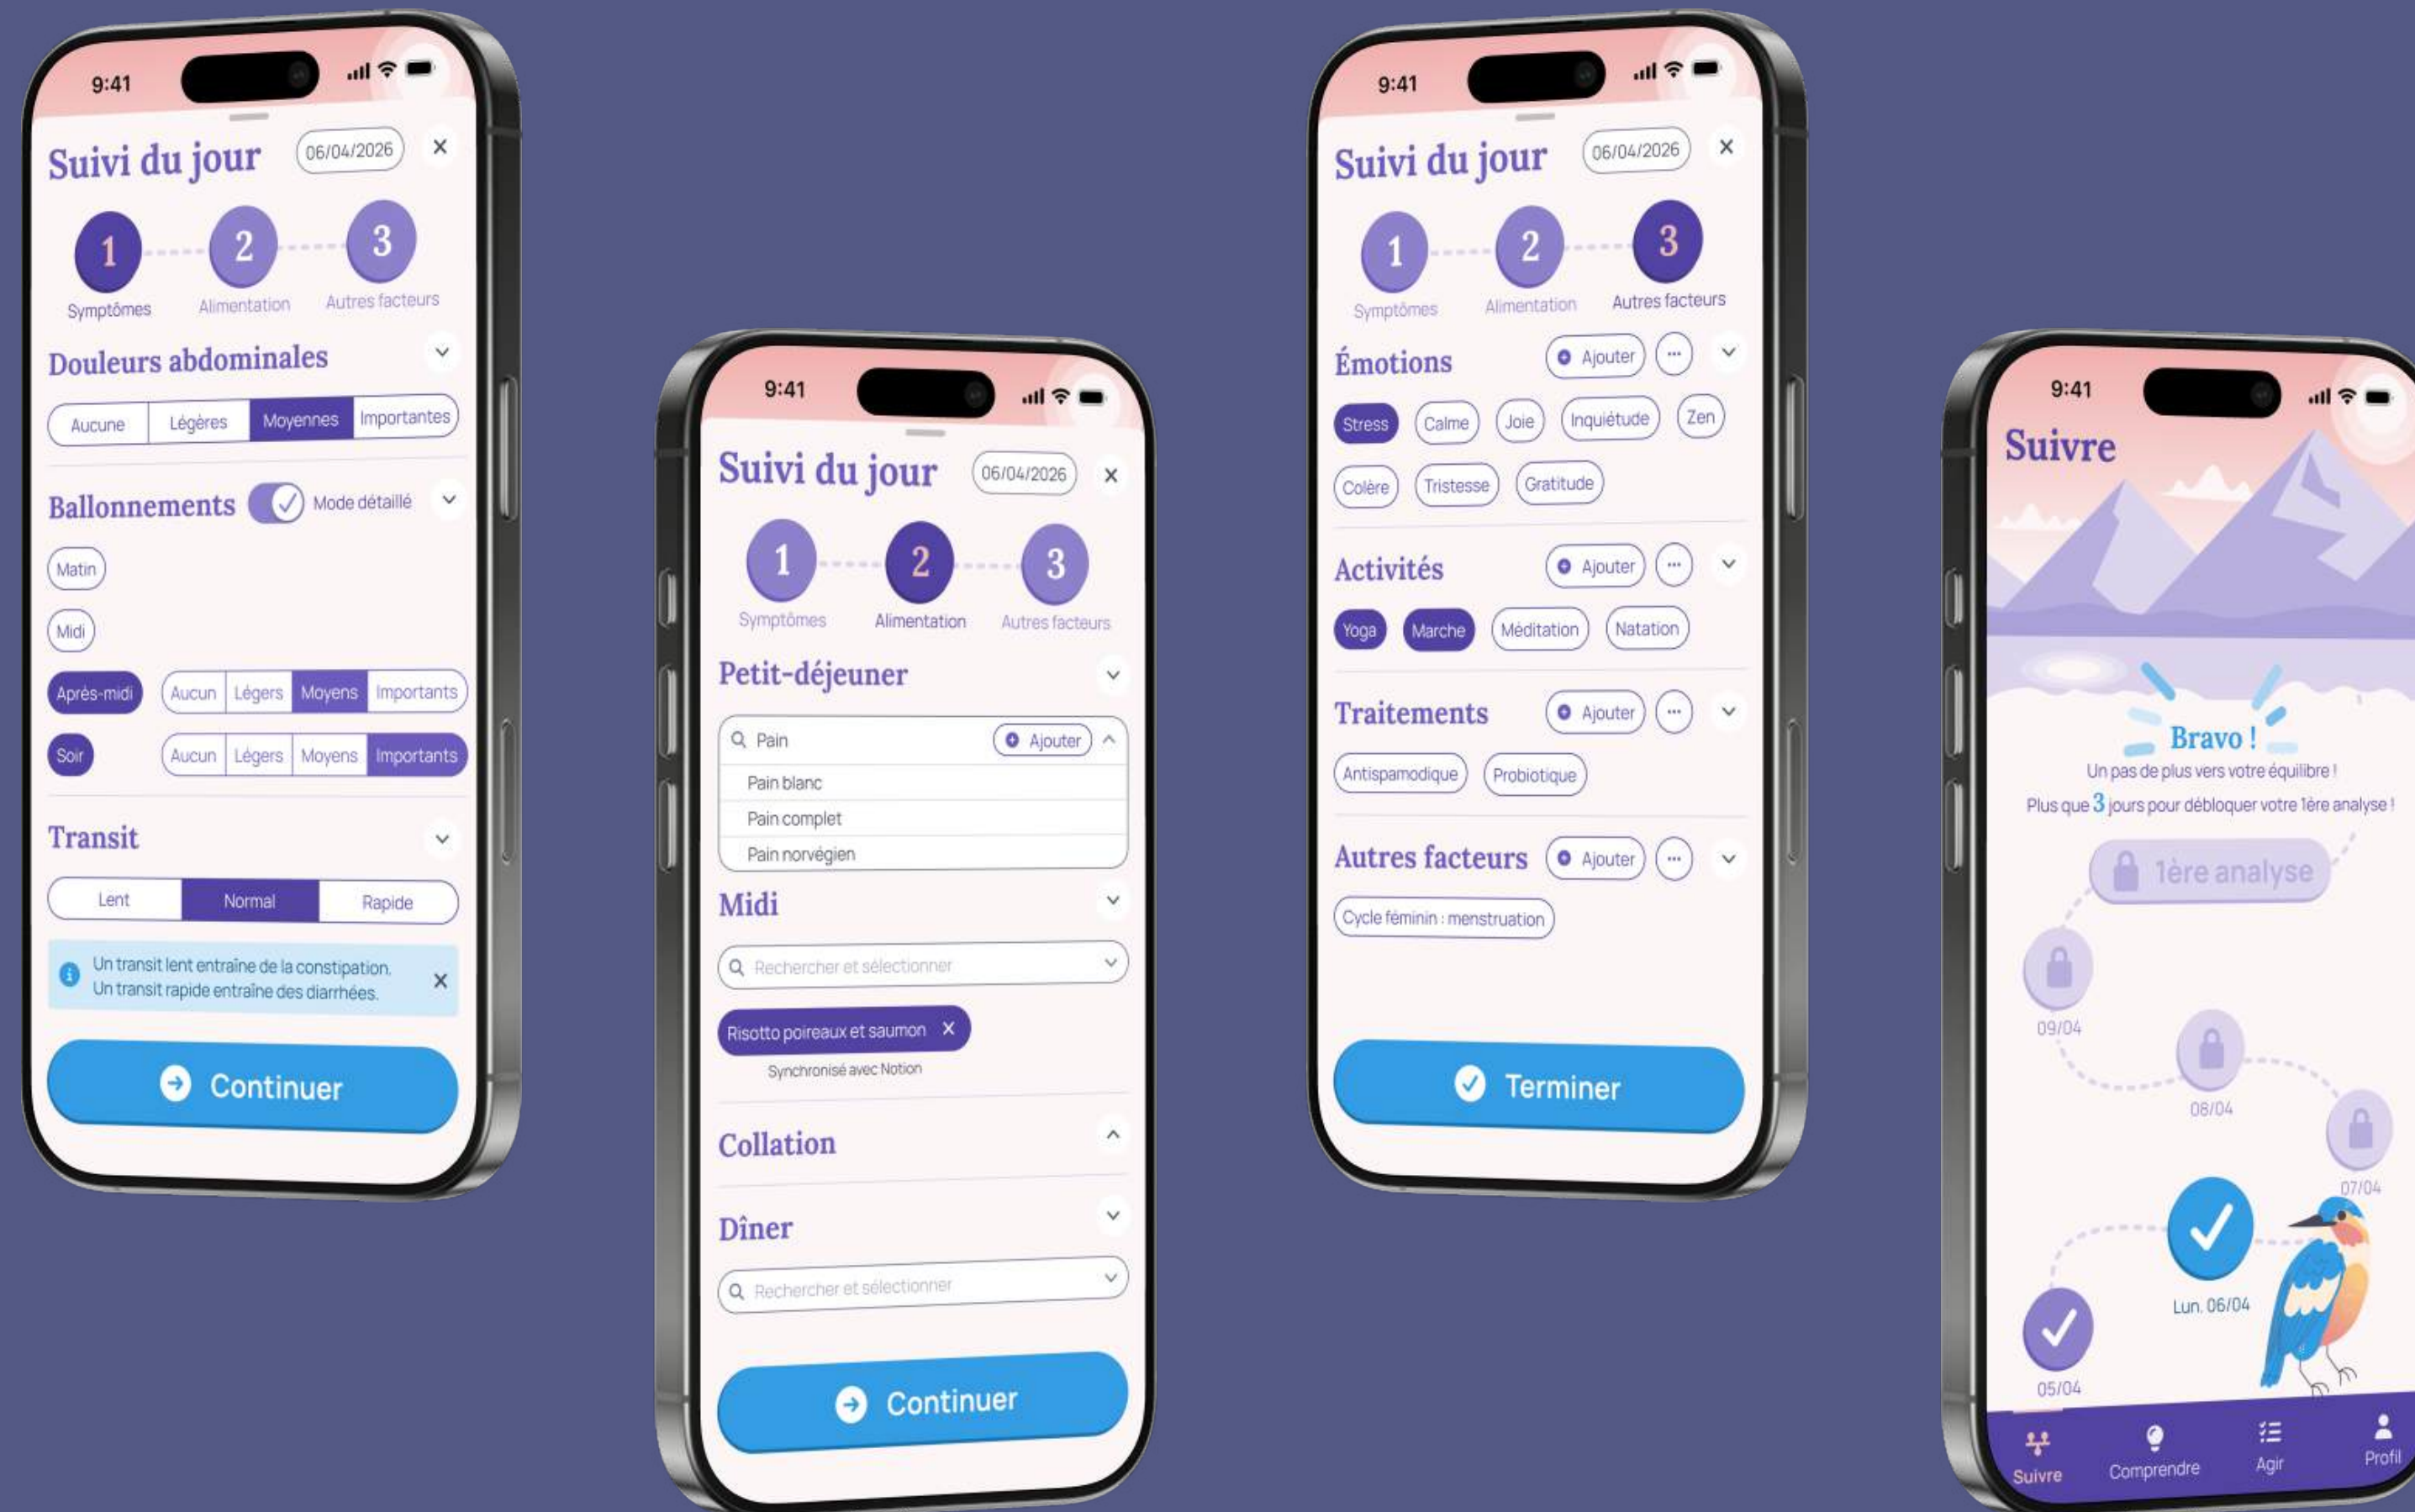 9:41
Suivi du jour 06/04/2026
1 2 3
Symptômes Alimentation Autres facteurs
Douleurs abdominales
Aucune Légères Moyennes Importantes
Ballonnements Mode détaillé
Matin
Midi
Après-midi Aucun Légers Moyens Importants
Soir Aucun Légers Moyens Importants
Transit
Lent Normal Rapide
Un transit lent entraîne de la constipation.
Un transit rapide entraîne des diarrhées.
Continuer
9:41
Suivi du jour 06/04/2026
1 2 3
Symptômes Alimentation Autres facteurs
Petit-déjeuner
Pain Ajouter
Pain blanc
Pain complet
Pain norvégien
Midi
Rechercher et sélectionner
Risotto poireaux et saumon
Synchronisé avec Notion
Collation
Dîner
Rechercher et sélectionner
Continuer
9:41
Suivi du jour 06/04/2026
1 2 3
Symptômes Alimentation Autres facteurs
Émotions Ajouter
Stress Calme Joie Inquiétude Zen
Colère Tristesse Gratitude
Activités Ajouter
Yoga Marche Méditation Natation
Traitements Ajouter
Antispamodique Probiotique
Autres facteurs Ajouter
Cycle féminin : menstruation
Terminer
9:41
Suivre
Bravo !
Un pas de plus vers votre équilibre !
Plus que 3 jours pour débloquer votre 1ère analyse !
1ère analyse
09/04
08/04
07/04
Lun. 06/04
05/04
Suivre Comprendre Agir Profil